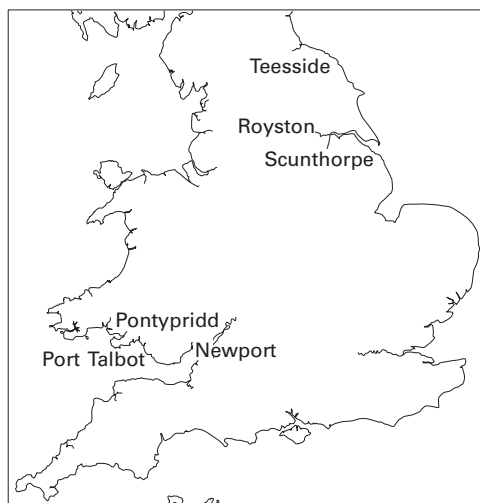 Teesside
Royston
Scunthorpe
Pontypridd
Port Talbot
Newport